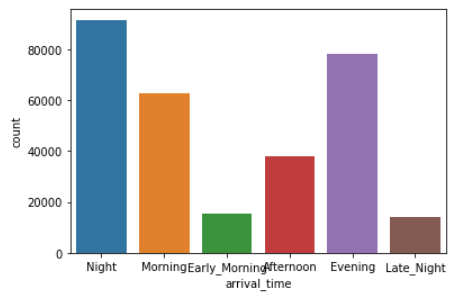 count
80000
60000
40000
20000
0
Night Morning Early_Morning Afternoon Evening Late_Night
arrival_time